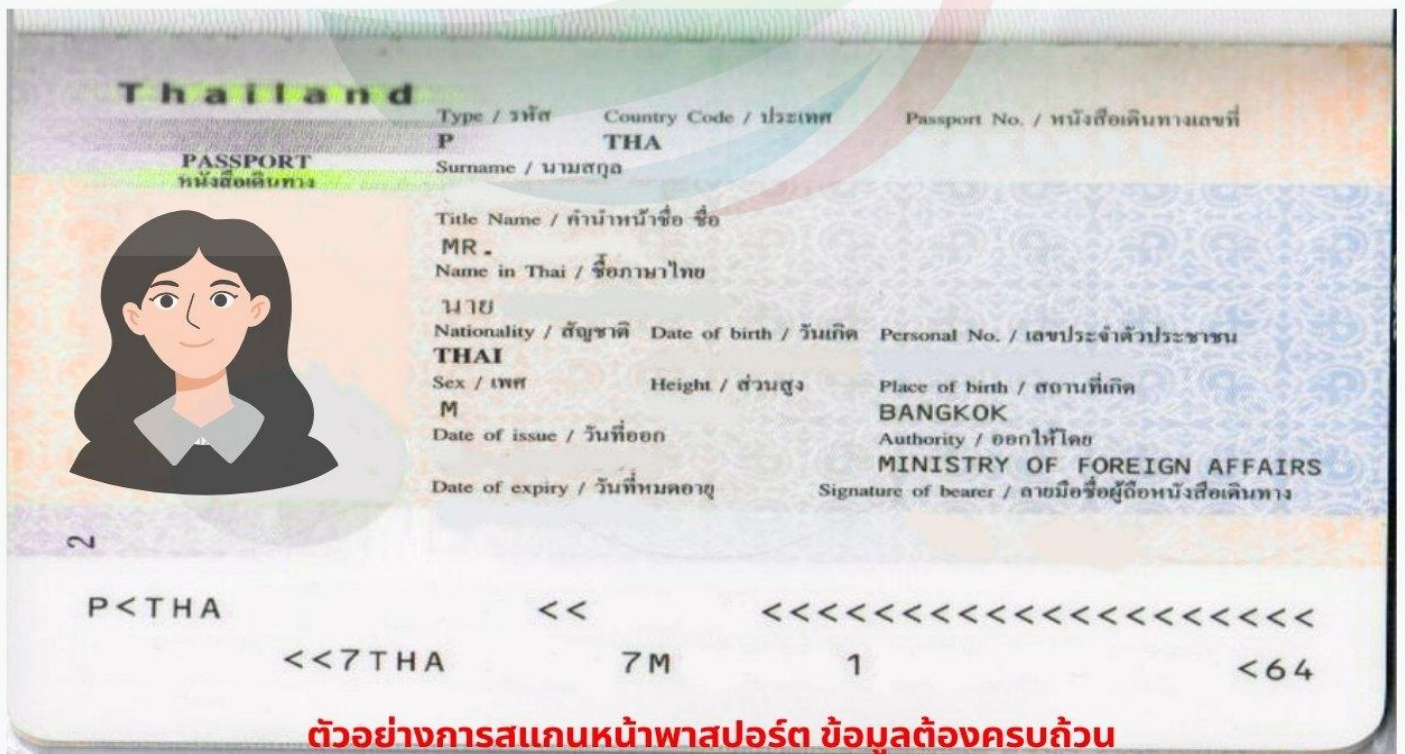 Thailand
PASSPORT
หนังสือเดินทาง
Type / รหัส Country Code / ประเทศ Passport No. / หนังสือเดินทางเลขที่
P THA
Surname / นามสกุล
Title Name / คำนำหน้าชื่อ ชื่อ
MR.
Name in Thai / ชื่อภาษาไทย
นาย
Nationality / สัญชาติ Date of birth / วันเกิด Personal No. / เลขประจำตัวประชาชน
THAI
Sex / เพศ Height / ส่วนสูง Place of birth / สถานที่เกิด
M BANGKOK
Date of issue / วันที่ออก Authority / ออกให้โดย
MINISTRY OF FOREIGN AFFAIRS
Date of expiry / วันที่หมดอายุ Signature of bearer / ลายมือชื่อผู้ถือหนังสือเดินทาง
2
P<THA << <<<<<<<<<<<<<<<<<<<<
<<7THA 7M 1 <64
ตัวอย่างการสแกนหน้าพาสปอร์ต ข้อมูลต้องครบถ้วน